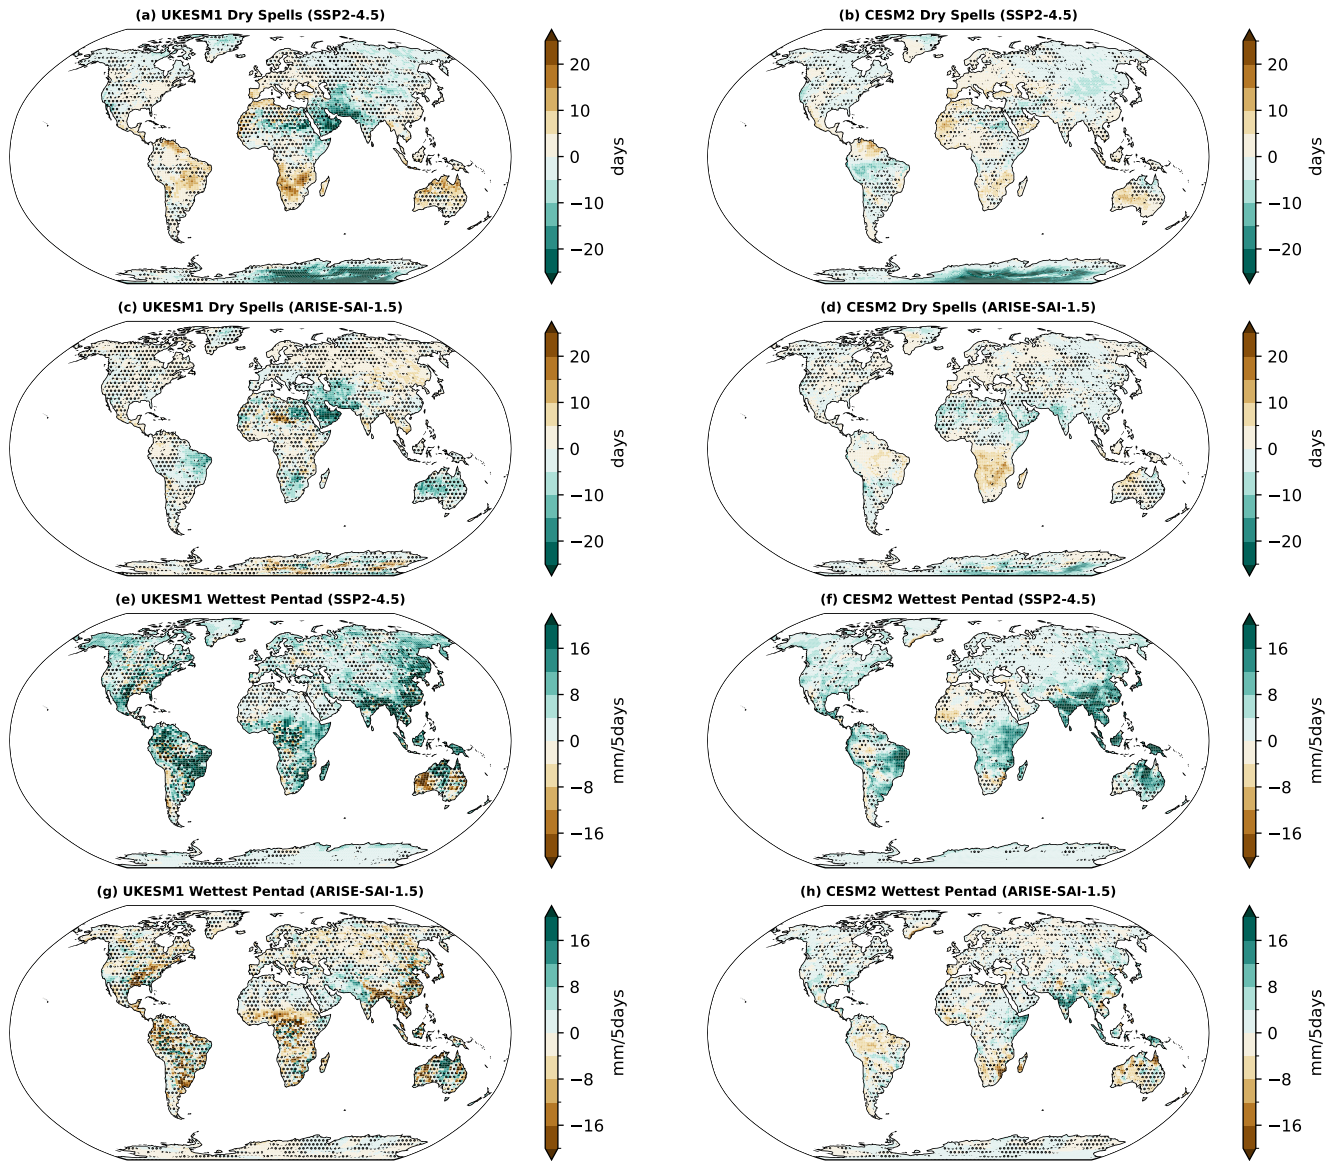 (a) UKESM1 Dry Spells (SSP2-4.5)
20
10
0
−10
−20
days
(b) CESM2 Dry Spells (SSP2-4.5)
20
10
0
−10
−20
days
(c) UKESM1 Dry Spells (ARISE-SAI-1.5)
20
10
0
−10
−20
days
(d) CESM2 Dry Spells (ARISE-SAI-1.5)
20
10
0
−10
−20
days
(e) UKESM1 Wettest Pentad (SSP2-4.5)
16
8
0
−8
−16
mm/5days
(f) CESM2 Wettest Pentad (SSP2-4.5)
16
8
0
−8
−16
mm/5days
(g) UKESM1 Wettest Pentad (ARISE-SAI-1.5)
16
8
0
−8
−16
mm/5days
(h) CESM2 Wettest Pentad (ARISE-SAI-1.5)
16
8
0
−8
−16
mm/5days